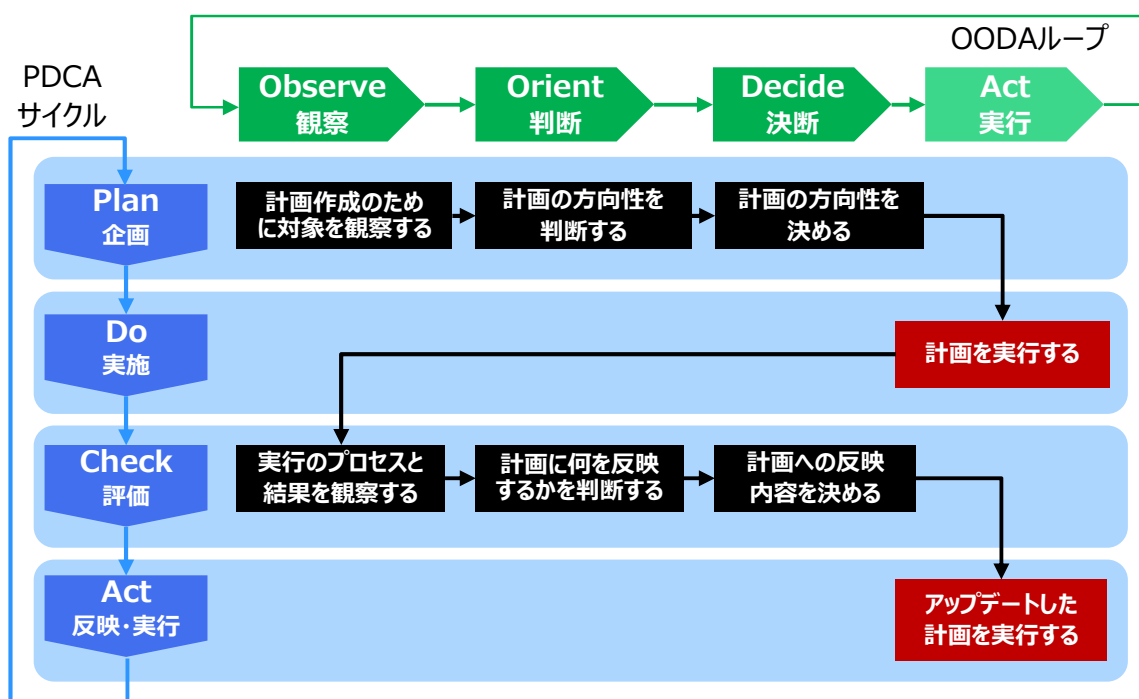 OODAループ
PDCA
サイクル
Observe
観察
Orient
判断
Decide
決断
Act
実行
Plan
企画
計画作成のため
に対象を観察する
計画の方向性を
判断する
計画の方向性を
決める
Do
実施
計画を実行する
Check
評価
実行のプロセスと
結果を観察する
計画に何を反映
するかを判断する
計画への反映
内容を決める
Act
反映・実行
アップデートした
計画を実行する